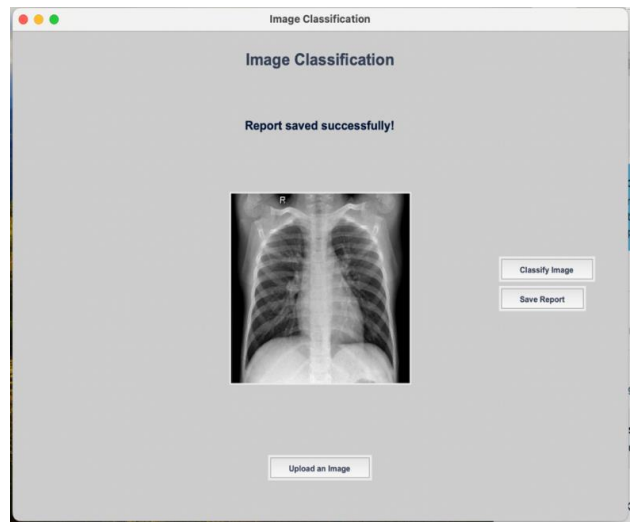 Image Classification
Image Classification
Report saved successfully!
R
Classify Image
Save Report
Upload an Image